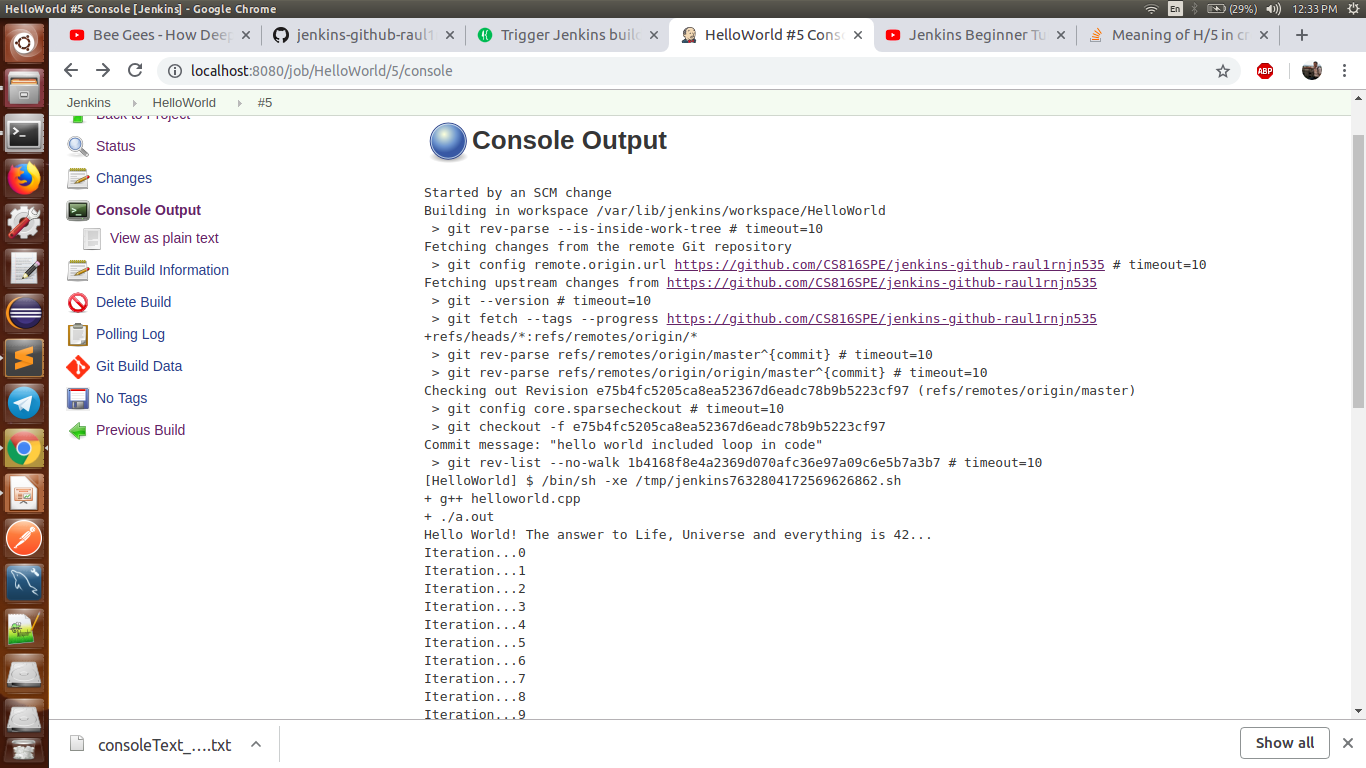 HelloWorld #5 Console [Jenkins] - Google Chrome
En
(29%)
12:33 PM
Bee Gees - How Deep
jenkins-github-raul1
Trigger Jenkins buil
HelloWorld #5 Conso
Jenkins Beginner Tu
Meaning of H/5 in cr
localhost:8080/job/HelloWorld/5/console
ABP
Jenkins
HelloWorld
#5
Back to Project
Status
Changes
Console Output
View as plain text
Edit Build Information
Delete Build
Polling Log
Git Build Data
No Tags
Previous Build
Console Output
Started by an SCM change
Building in workspace /var/lib/jenkins/workspace/HelloWorld
 > git rev-parse --is-inside-work-tree # timeout=10
Fetching changes from the remote Git repository
 > git config remote.origin.url https://github.com/CS816SPE/jenkins-github-raul1rnjn535 # timeout=10
Fetching upstream changes from https://github.com/CS816SPE/jenkins-github-raul1rnjn535
 > git --version # timeout=10
 > git fetch --tags --progress https://github.com/CS816SPE/jenkins-github-raul1rnjn535
+refs/heads/*:refs/remotes/origin/*
 > git rev-parse refs/remotes/origin/master^{commit} # timeout=10
 > git rev-parse refs/remotes/origin/origin/master^{commit} # timeout=10
Checking out Revision e75b4fc5205ca8ea52367d6eadc78b9b5223cf97 (refs/remotes/origin/master)
 > git config core.sparsecheckout # timeout=10
 > git checkout -f e75b4fc5205ca8ea52367d6eadc78b9b5223cf97
Commit message: "hello world included loop in code"
 > git rev-list --no-walk 1b4168f8e4a2369d070afc36e97a09c6e5b7a3b7 # timeout=10
[HelloWorld] $ /bin/sh -xe /tmp/jenkins7632804172569626862.sh
+ g++ helloworld.cpp
+ ./a.out
Hello World! The answer to Life, Universe and everything is 42...
Iteration...0
Iteration...1
Iteration...2
Iteration...3
Iteration...4
Iteration...5
Iteration...6
Iteration...7
Iteration...8
Iteration...9
consoleText_....txt
Show all